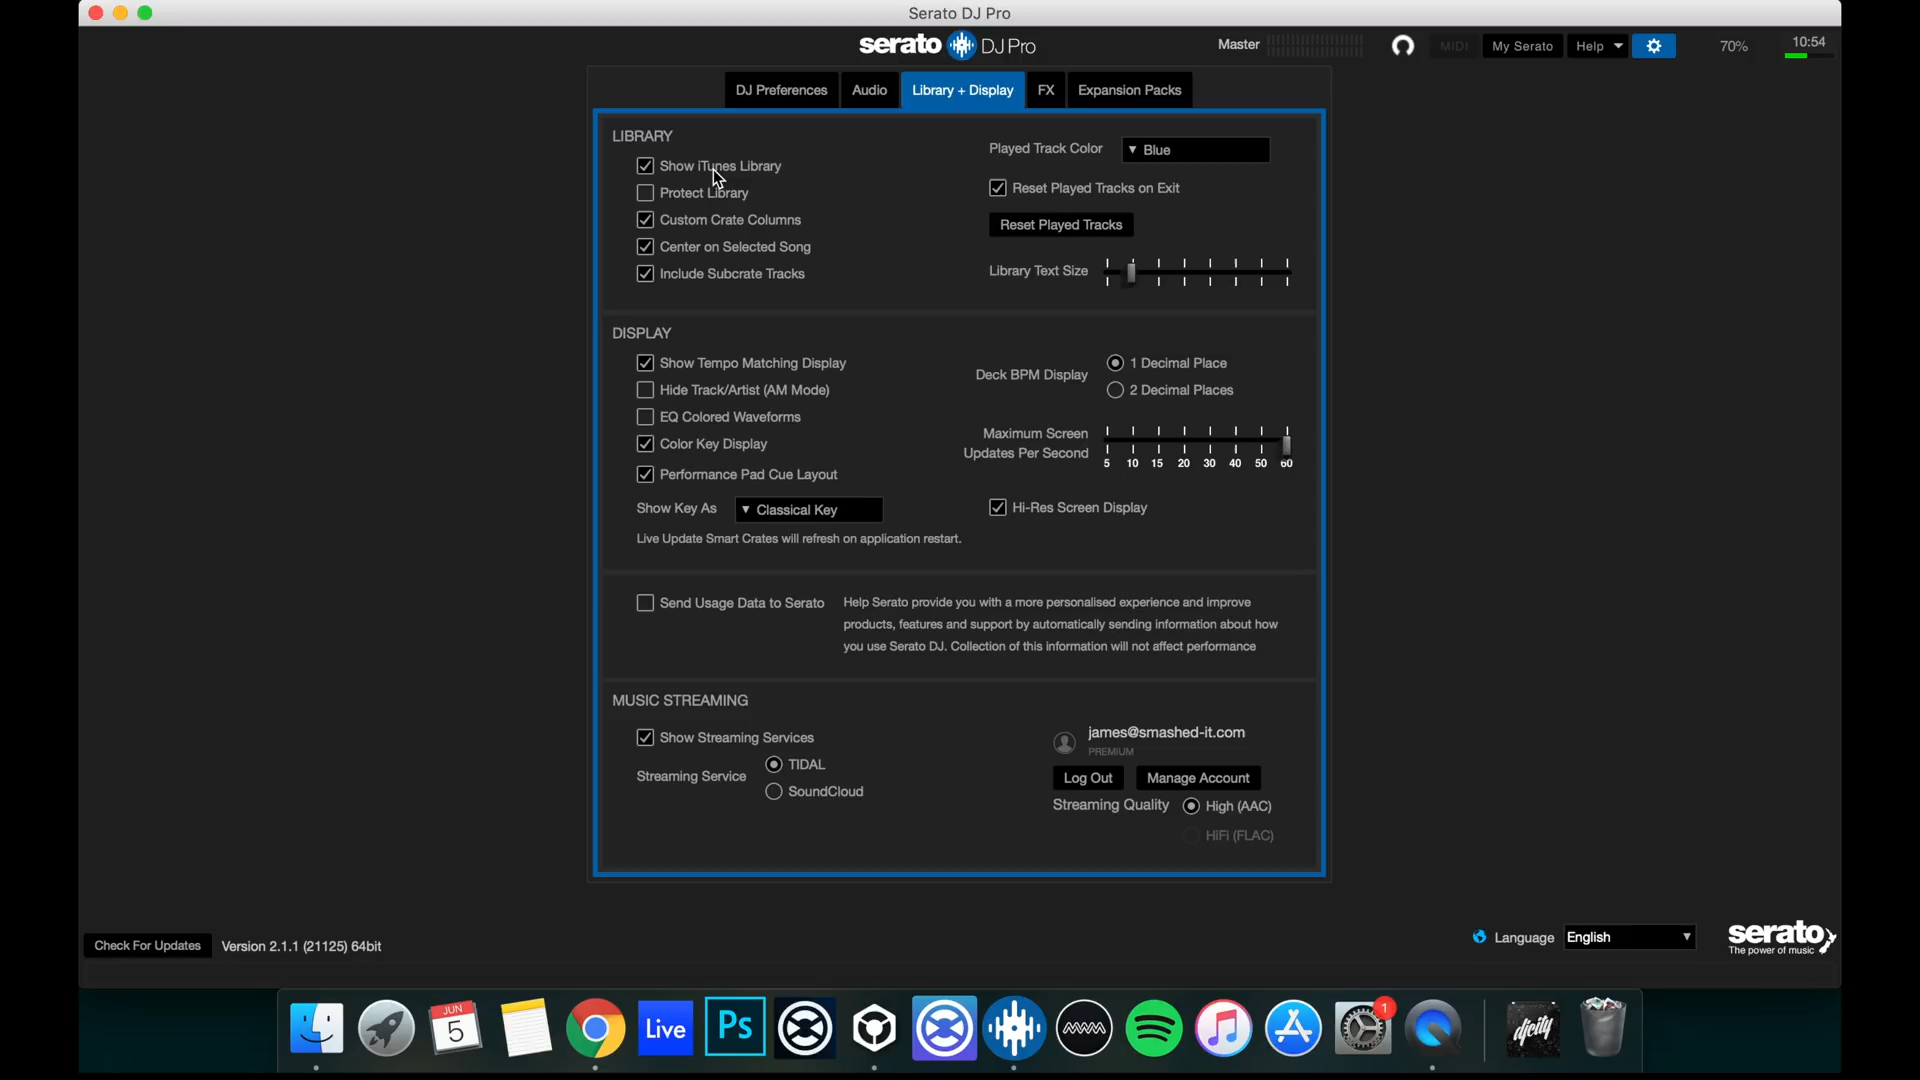 Serato DJ Pro
serato DJ Pro
Master
MIDI
My Serato
Help
70%
10:54
DJ Preferences
Audio
Library + Display
FX
Expansion Packs
LIBRARY
Show iTunes Library
Protect Library
Custom Crate Columns
Center on Selected Song
Include Subcrate Tracks
Played Track Color
Blue
Reset Played Tracks on Exit
Reset Played Tracks
Library Text Size
DISPLAY
Show Tempo Matching Display
Hide Track/Artist (AM Mode)
EQ Colored Waveforms
Color Key Display
Performance Pad Cue Layout
Show Key As
Classical Key
Live Update Smart Crates will refresh on application restart.
Deck BPM Display
1 Decimal Place
2 Decimal Places
Maximum Screen
Updates Per Second
5 10 15 20 30 40 50 60
Hi-Res Screen Display
Send Usage Data to Serato
Help Serato provide you with a more personalised experience and improve
products, features and support by automatically sending information about how
you use Serato DJ. Collection of this information will not affect performance
MUSIC STREAMING
Show Streaming Services
Streaming Service
TIDAL
SoundCloud
james@smashed-it.com
PREMIUM
Log Out
Manage Account
Streaming Quality
High (AAC)
HiFi (FLAC)
Check For Updates
Version 2.1.1 (21125) 64bit
Language
English
serato
The power of music
JUN
5
Live
Ps
1
djcity